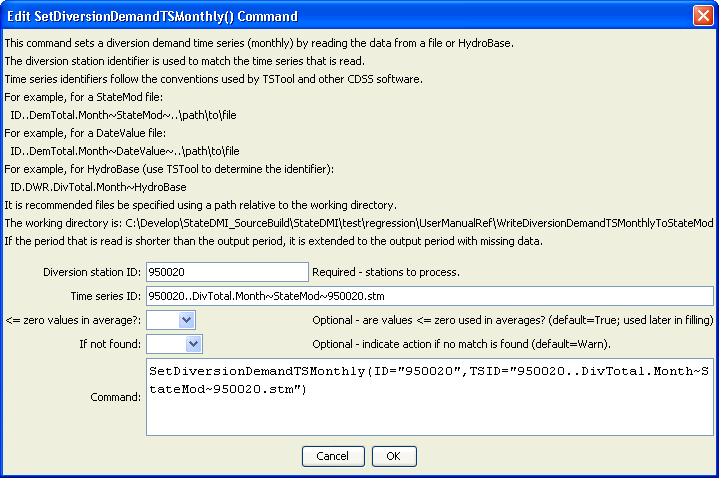 Edit SetDiversionDemandTSMonthly() Command
This command sets a diversion demand time series (monthly) by reading the data from a file or HydroBase.
The diversion station identifier is used to match the time series that is read.
Time series identifiers follow the conventions used by TSTool and other CDSS software.
For example, for a StateMod file:
ID..DemTotal.Month~StateMod~..\path\to\file
For example, for a DateValue file:
ID..DemTotal.Month~DateValue~..\path\to\file
For example, for HydroBase (use TSTool to determine the identifier):
ID.DWR.DivTotal.Month~HydroBase
It is recommended files be specified using a path relative to the working directory.
The working directory is: C:\Develop\StateDMI_SourceBuild\StateDMI\test\regression\UserManualRef\WriteDiversionDemandTSMonthlyToStateMod
If the period that is read is shorter than the output period, it is extended to the output period with missing data.
Diversion station ID: 950020 Required - stations to process.
Time series ID: 950020..DivTotal.Month~StateMod~950020.stm
<= zero values in average?: Optional - are values <= zero used in averages? (default=True; used later in filling)
If not found: Optional - indicate action if no match is found (default=Warn).
Command: SetDiversionDemandTSMonthly(ID="950020",TSID="950020..DivTotal.Month~S
tateMod~950020.stm")
Cancel OK